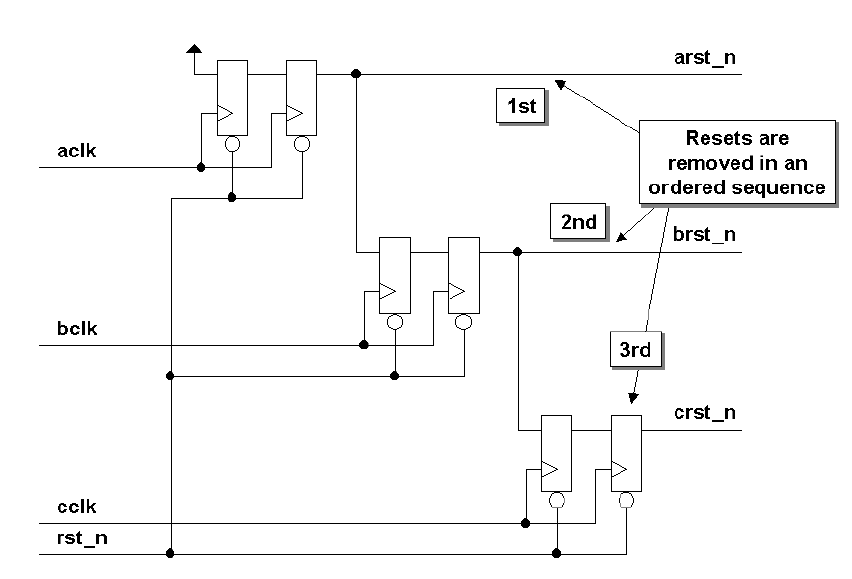 arst_n
1st
aclk
Resets are
removed in an
ordered sequence
2nd
brst_n
bclk
3rd
crst_n
cclk
rst_n